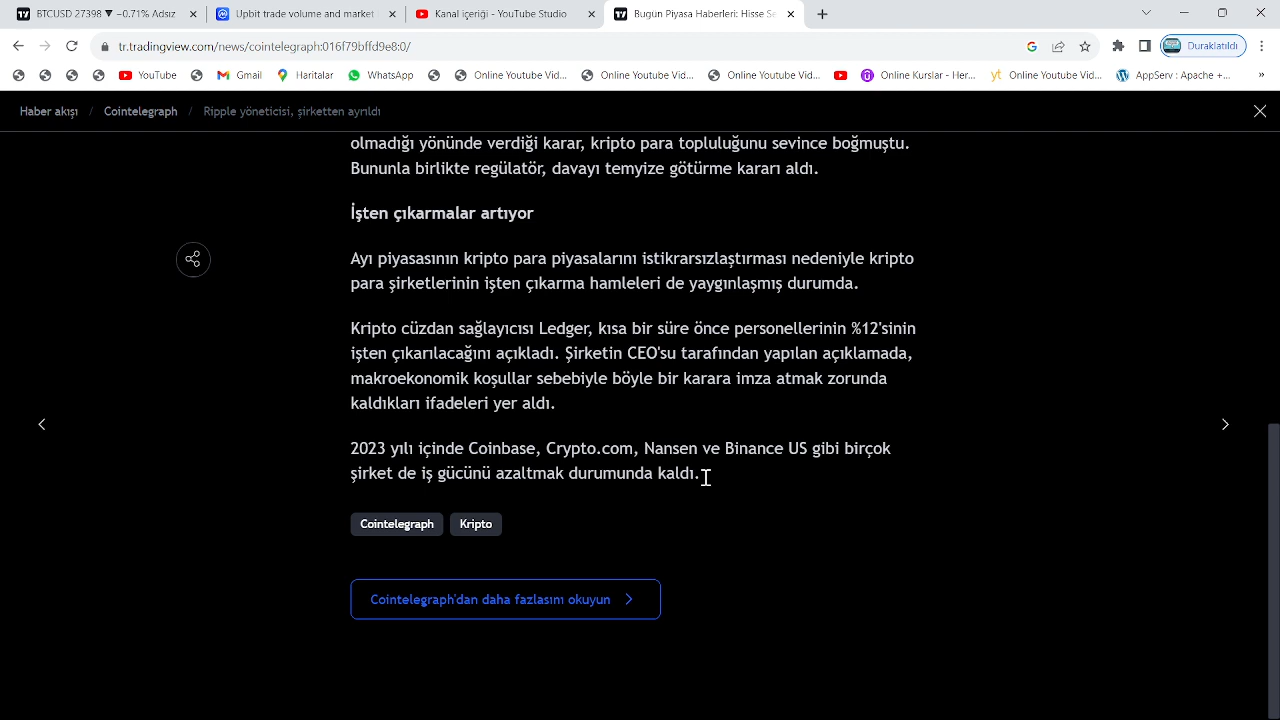 BTCUSD 27398 ▼ −0.71% Adsız
Upbit trade volume and market
Kanal içeriği - YouTube Studio
Bugün Piyasa Haberleri: Hisse Se
tr.tradingview.com/news/cointelegraph:016f79bffd9e8:0/
Duraklatıldı
YouTube
Gmail
Haritalar
WhatsApp
Online Youtube Vid...
Online Youtube Vid...
Online Youtube Vid...
Online Kurslar - Her...
Online Youtube Vid...
AppServ : Apache +...
Haber akışı / Cointelegraph / Ripple yöneticisi, şirketten ayrıldı
olmadığı yönünde verdiği karar, kripto para topluluğunu sevince boğmuştu.
Bununla birlikte regülatör, davayı temyize götürme kararı aldı.
İşten çıkarmalar artıyor
Ayı piyasasının kripto para piyasalarını istikrarsızlaştırması nedeniyle kripto
para şirketlerinin işten çıkarma hamleleri de yaygınlaşmış durumda.
Kripto cüzdan sağlayıcısı Ledger, kısa bir süre önce personellerinin %12'sinin
işten çıkarılacağını açıkladı. Şirketin CEO'su tarafından yapılan açıklamada,
makroekonomik koşullar sebebiyle böyle bir karara imza atmak zorunda
kaldıkları ifadeleri yer aldı.
2023 yılı içinde Coinbase, Crypto.com, Nansen ve Binance US gibi birçok
şirket de iş gücünü azaltmak durumunda kaldı.
Cointelegraph
Kripto
Cointelegraph'dan daha fazlasını okuyun